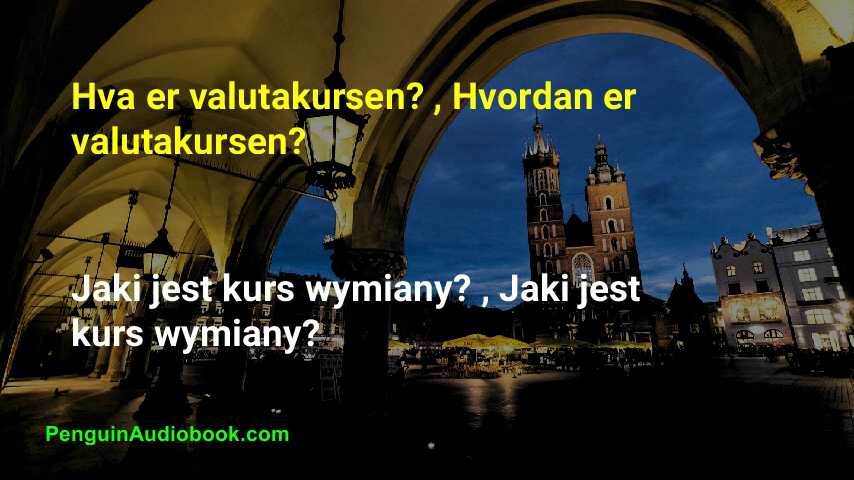 Hva er valutakursen? , Hvordan er
valutakursen?
Jaki jest kurs wymiany? , Jaki jest
kurs wymiany?
PenguinAudiobook.com